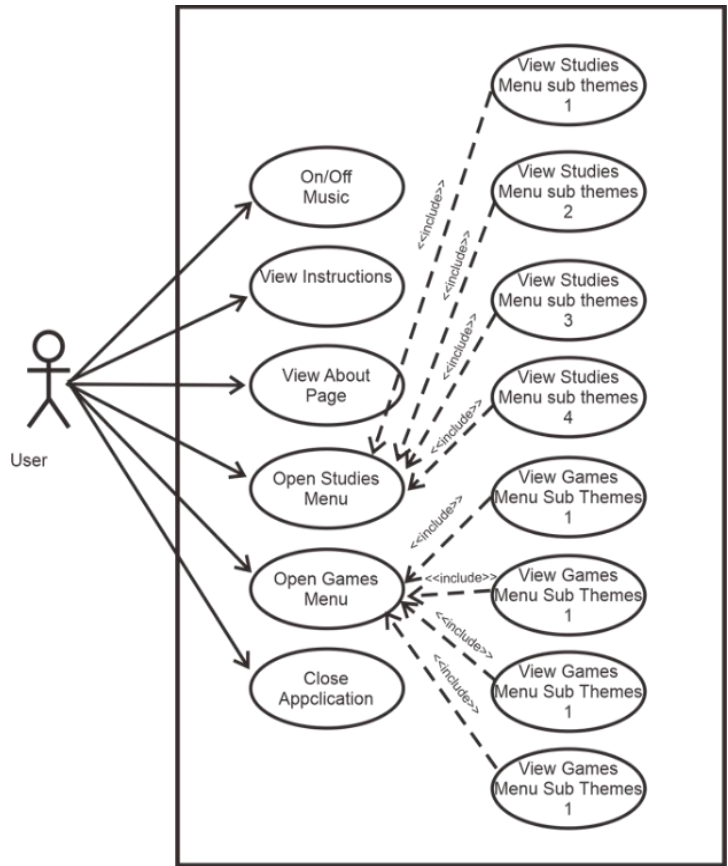 View Studies
Menu sub themes
1
On/Off
Music
<<include>>
View Studies
Menu sub themes
2
<<include>>
View Instructions
View Studies
Menu sub themes
3
<<include>>
View About
Page
View Studies
Menu sub themes
4
<<include>>
User
Open Studies
Menu
View Games
Menu Sub Themes
1
<<include>>
Open Games
Menu
<<include>>
View Games
Menu Sub Themes
1
<<include>>
Close
Appclication
<<include>>
View Games
Menu Sub Themes
1
View Games
Menu Sub Themes
1